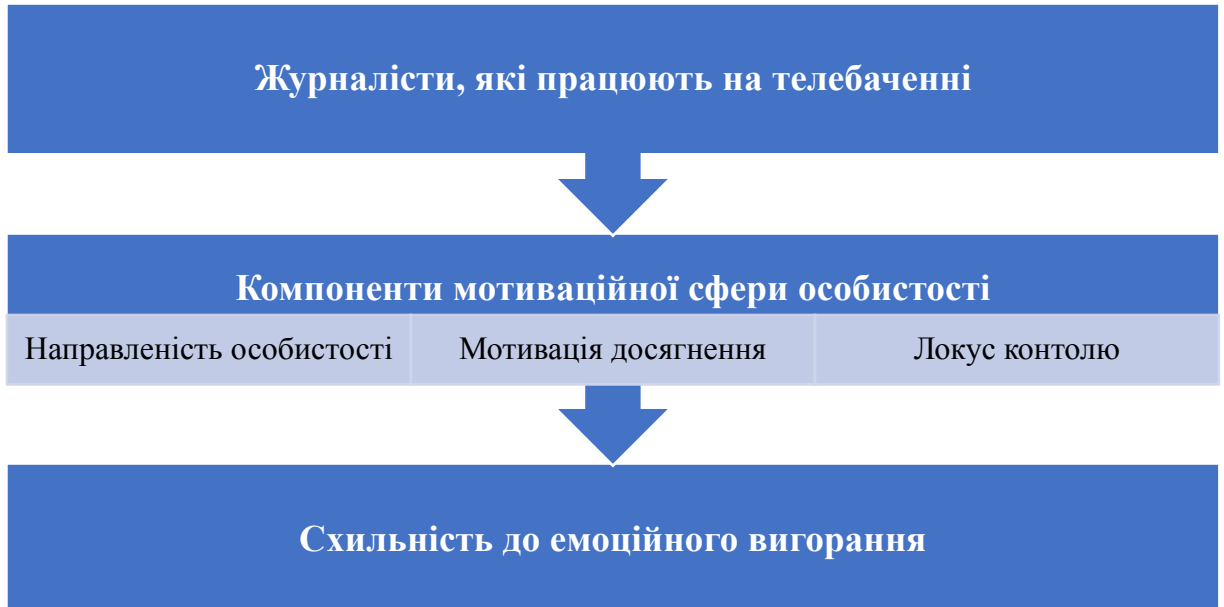 Журналісти, які працюють на телебаченні
Компоненти мотиваційної сфери особистості
Направленість особистості
Мотивація досягнення
Локус контолю
Схильність до емоційного вигорання